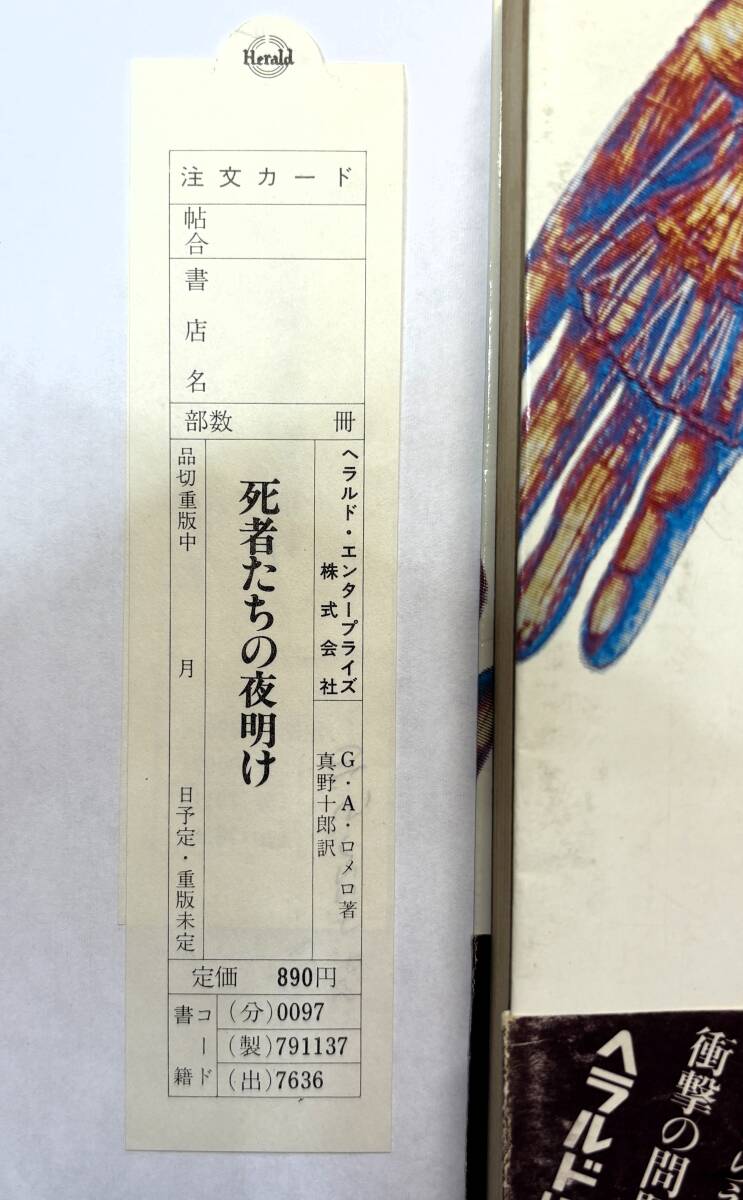 Herald
注文カード
帖合
書店名
部数 冊
ヘラルド・エンタープライズ
株式会社
G・A・ロメロ著
真野十郎訳
死者たちの夜明け
品切重版中 月 日予定・重版未定
定価 890円
書籍コード
(分)0097
(製)791137
(出)7636
衝撃の問
ヘラルド